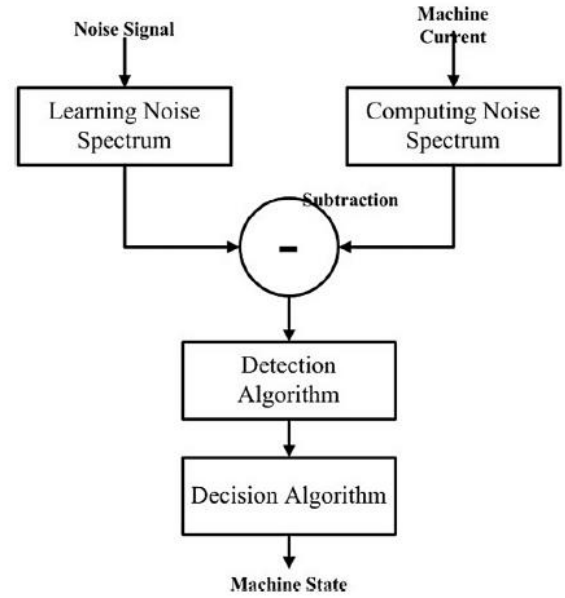 Noise Signal
Machine
Current
Learning Noise
Spectrum
Computing Noise
Spectrum
Subtraction
-
Detection
Algorithm
Decision Algorithm
Machine State